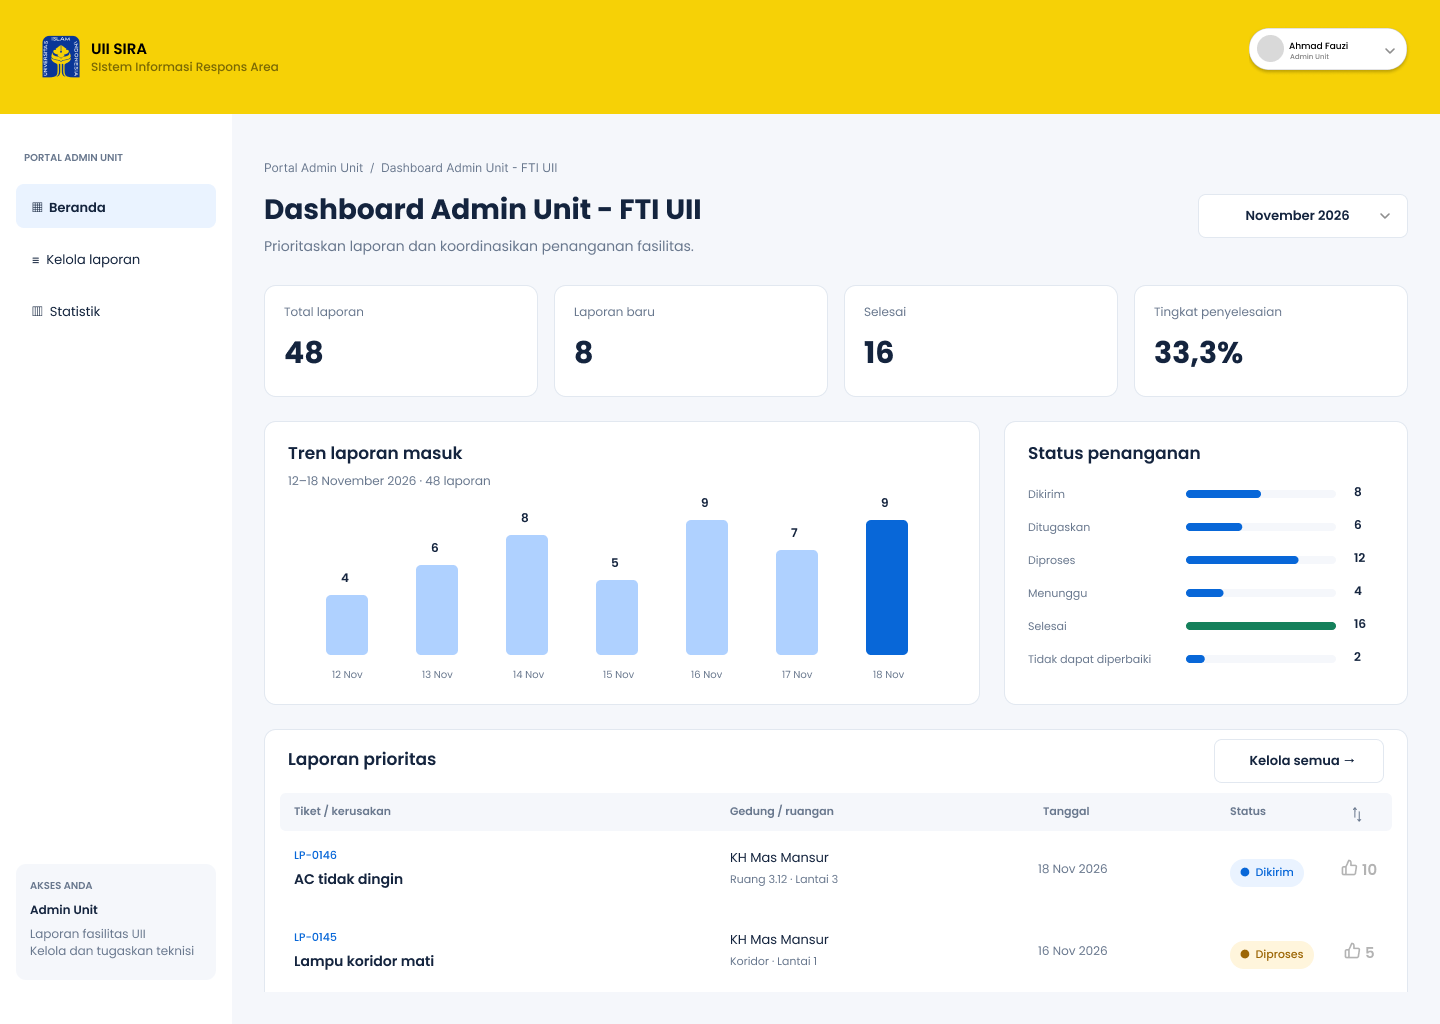 ISLAM
UNIVERSITAS
INDONESIA
UII SIRA
SIstem Informasi Respons Area
Ahmad Fauzi
Admin Unit
PORTAL ADMIN UNIT
Beranda
Kelola laporan
Statistik
AKSES ANDA
Admin Unit
Laporan fasilitas UII
Kelola dan tugaskan teknisi
Portal Admin Unit / Dashboard Admin Unit - FTI UII
Dashboard Admin Unit - FTI UII
Prioritaskan laporan dan koordinasikan penanganan fasilitas.
November 2026
Total laporan
48
Laporan baru
8
Selesai
16
Tingkat penyelesaian
33,3%
Tren laporan masuk
12–18 November 2026 · 48 laporan
4
6
8
5
9
7
9
12 Nov
13 Nov
14 Nov
15 Nov
16 Nov
17 Nov
18 Nov
Status penanganan
Dikirim 8
Ditugaskan 6
Diproses 12
Menunggu 4
Selesai 16
Tidak dapat diperbaiki 2
Laporan prioritas
Kelola semua →
Tiket / kerusakan Gedung / ruangan Tanggal Status
LP-0146
AC tidak dingin
KH Mas Mansur
Ruang 3.12 · Lantai 3
18 Nov 2026
Dikirim
10
LP-0145
Lampu koridor mati
KH Mas Mansur
Koridor · Lantai 1
16 Nov 2026
Diproses
5